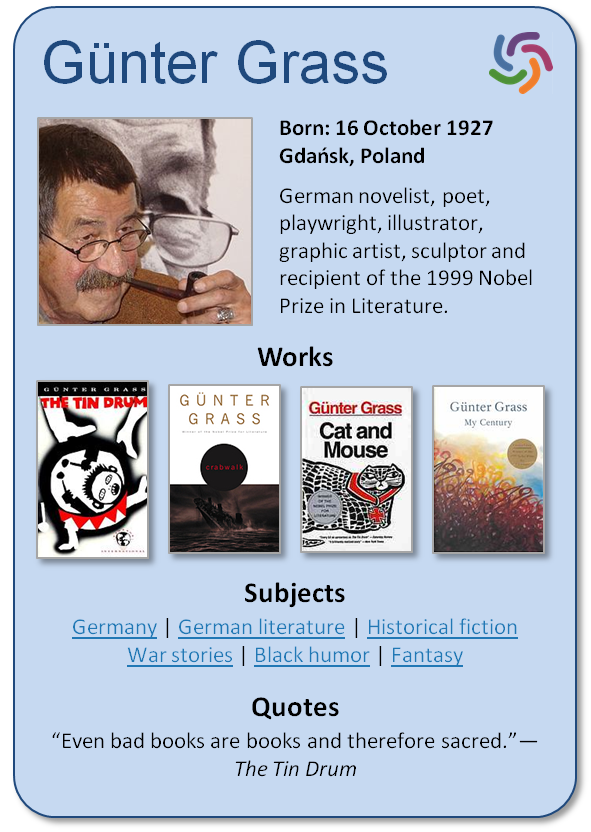 Günter Grass
Born: 16 October 1927
Gdańsk, Poland
German novelist, poet,
playwright, illustrator,
graphic artist, sculptor and
recipient of the 1999 Nobel
Prize in Literature.
Works
GÜNTER GRASS
THE TIN DRUM
INTERNATIONAL
GÜNTER
GRASS
Winner of the Nobel Prize for Literature
crabwalk
Günter Grass
Cat and
Mouse
WINNER
OF THE
NOBEL PRIZE
FOR
LITERATURE
Günter Grass
My Century
Subjects
Germany | German literature | Historical fiction
War stories | Black humor | Fantasy
Quotes
“Even bad books are books and therefore sacred.”—
The Tin Drum